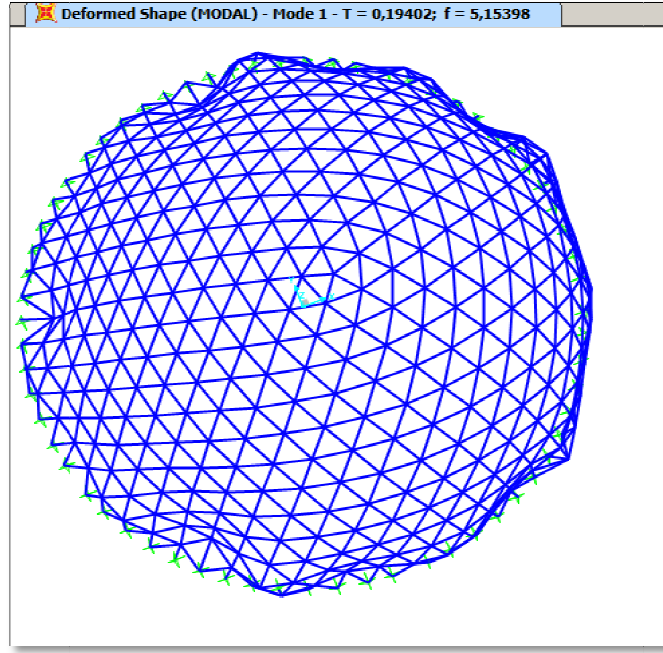 Deformed Shape (MODAL) - Mode 1 - T = 0,19402; f = 5,15398